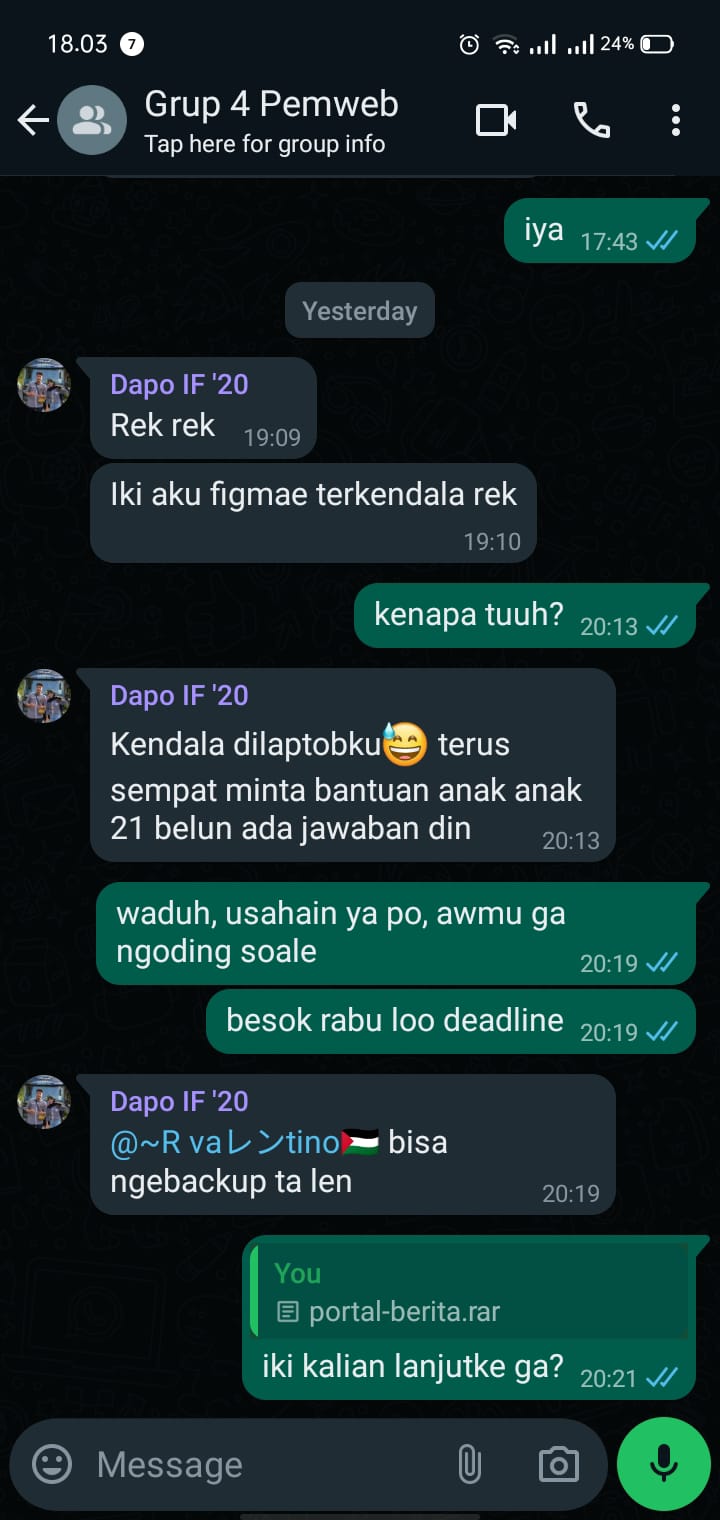 18.03 7 24%
Grup 4 Pemweb
Tap here for group info
iya 17:43
Yesterday
Dapo IF '20
Rek rek 19:09
Iki aku figmae terkendala rek
19:10
kenapa tuuh? 20:13
Dapo IF '20
Kendala dilaptobku😅 terus
sempat minta bantuan anak anak
21 belun ada jawaban din 20:13
waduh, usahain ya po, awmu ga
ngoding soale 20:19
besok rabu loo deadline 20:19
Dapo IF '20
@~R vaレンtino🇵🇸 bisa
ngebackup ta len 20:19
You
portal-berita.rar
iki kalian lanjutke ga? 20:21
Message